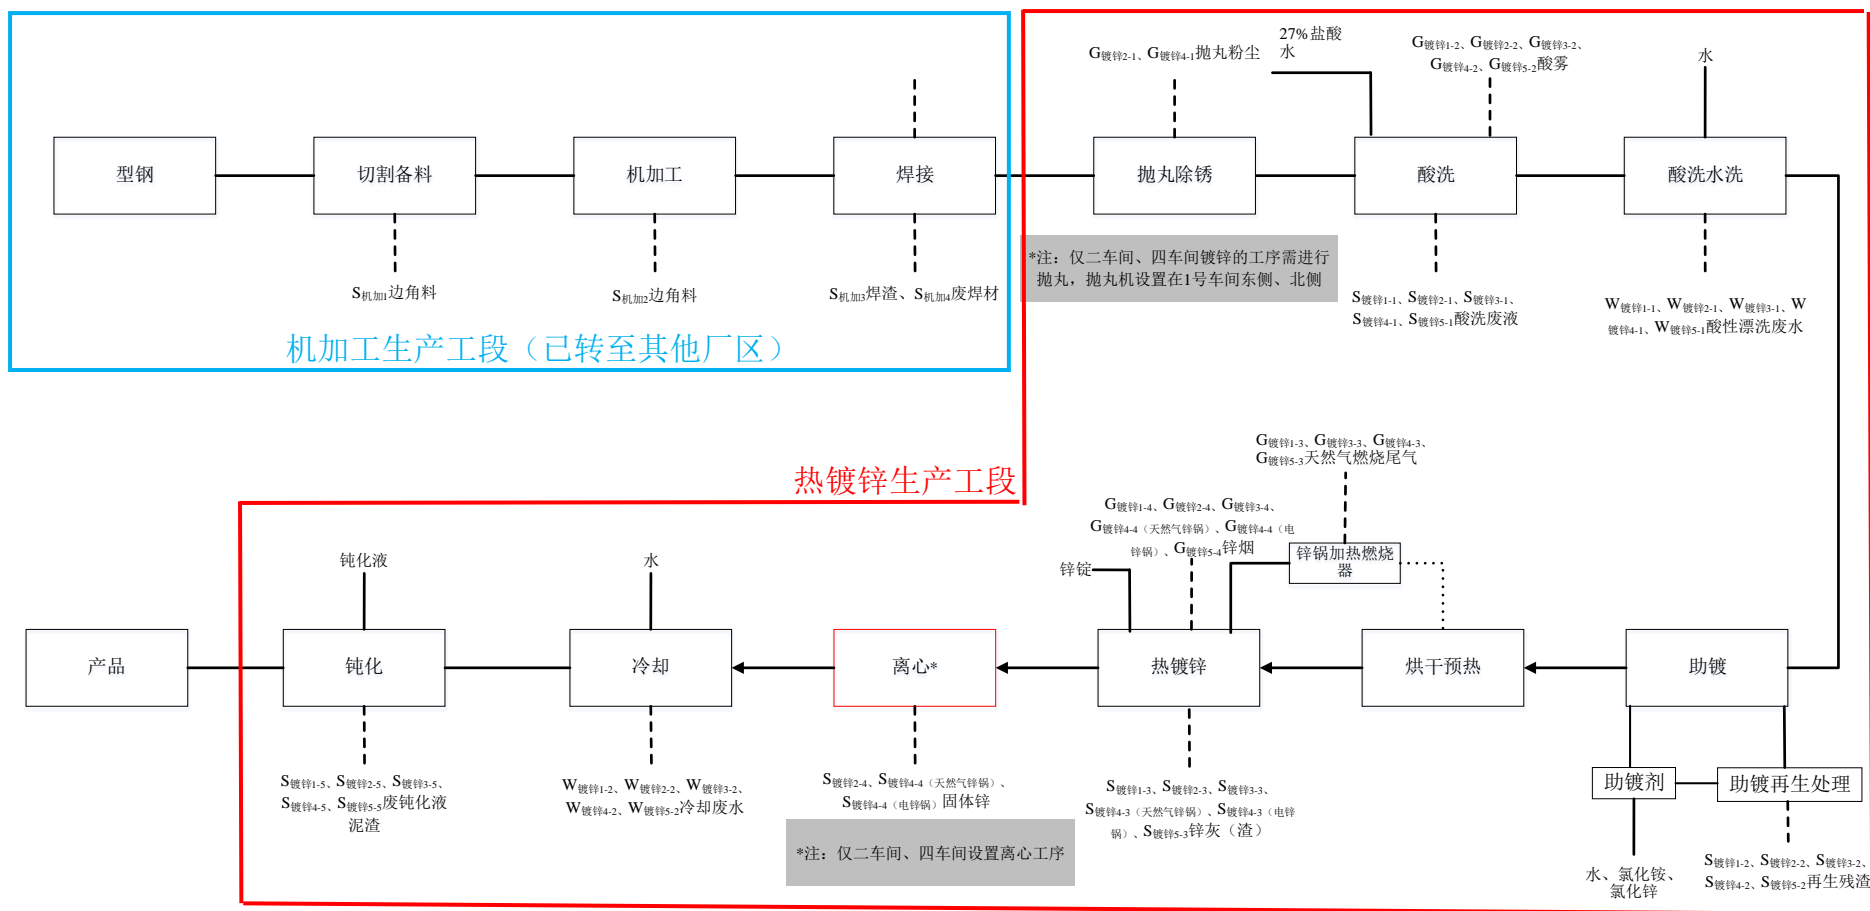 G镀锌2-1、G镀锌4-1抛丸粉尘
27%盐酸
水
G镀锌1-2、G镀锌2-2、G镀锌3-2、
G镀锌4-2、G镀锌5-2酸雾
水
型钢
切割备料
机加工
焊接
抛丸除锈
酸洗
酸洗水洗
S机加1边角料
S机加2边角料
S机加3焊渣、S机加4废焊材
*注：仅二车间、四车间镀锌的工序需进行
抛丸，抛丸机设置在1号车间东侧、北侧
S镀锌1-1、S镀锌2-1、S镀锌3-1、
S镀锌4-1、S镀锌5-1酸洗废液
W镀锌1-1、W镀锌2-1、W镀锌3-1、W
镀锌4-1、W镀锌5-1酸性漂洗废水
机加工生产工段（已转至其他厂区）
热镀锌生产工段
G镀锌1-3、G镀锌3-3、G镀锌4-3、
G镀锌5-3天然气燃烧尾气
G镀锌1-4、G镀锌2-4、G镀锌3-4、
G镀锌4-4（天然气锌锅）、G镀锌4-4（电
锌锅）、G镀锌5-4锌烟
锌锅加热燃烧
器
钝化液
水
锌锭
产品
钝化
冷却
离心*
热镀锌
烘干预热
助镀
S镀锌1-5、S镀锌2-5、S镀锌3-5、
S镀锌4-5、S镀锌5-5废钝化液
泥渣
W镀锌1-2、W镀锌2-2、W镀锌3-2、
W镀锌4-2、W镀锌5-2冷却废水
S镀锌2-4、S镀锌4-4（天然气锌锅）、
S镀锌4-4（电锌锅）固体锌
S镀锌1-3、S镀锌2-3、S镀锌3-3、
S镀锌4-3（天然气锌锅）、S镀锌4-3（电锌
锅）、S镀锌5-3锌灰（渣）
助镀剂
助镀再生处理
*注：仅二车间、四车间设置离心工序
水、氯化铵、
氯化锌
S镀锌1-2、S镀锌2-2、S镀锌3-2、
S镀锌4-2、S镀锌5-2再生残渣